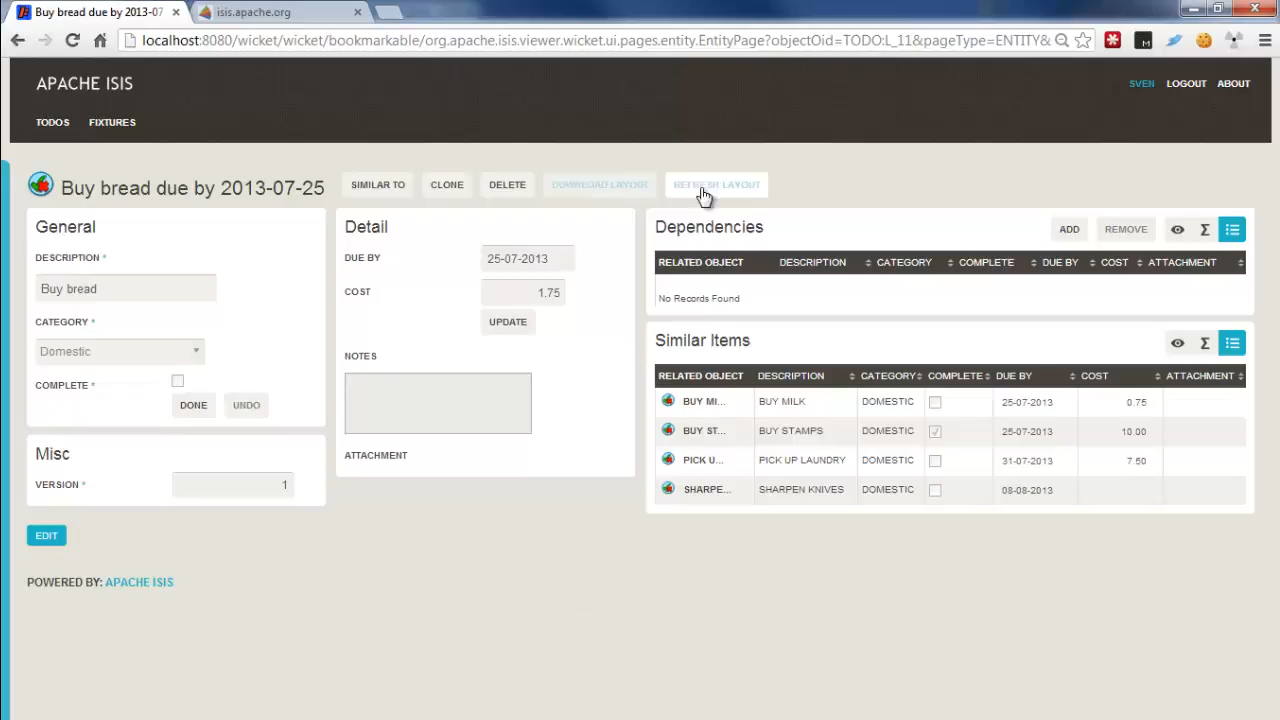 Buy bread due by 2013-07
isis.apache.org
localhost:8080/wicket/wicket/bookmarkable/org.apache.isis.viewer.wicket.ui.pages.entity.EntityPage?objectOid=TODO:L_11&pageType=ENTITY&
APACHE ISIS
SVEN LOGOUT ABOUT
TODOS FIXTURES
Buy bread due by 2013-07-25
SIMILAR TO CLONE DELETE DOWNLOAD LAYOUT REFRESH LAYOUT
General
DESCRIPTION *
Buy bread
CATEGORY *
Domestic
COMPLETE *
DONE UNDO
Misc
VERSION * 1
EDIT
Detail
DUE BY 25-07-2013
COST 1.75
UPDATE
NOTES
ATTACHMENT
Dependencies ADD REMOVE Σ
RELATED OBJECT DESCRIPTION CATEGORY COMPLETE DUE BY COST ATTACHMENT
No Records Found
Similar Items Σ
RELATED OBJECT DESCRIPTION CATEGORY COMPLETE DUE BY COST ATTACHMENT
BUY MI... BUY MILK DOMESTIC 25-07-2013 0.75
BUY ST... BUY STAMPS DOMESTIC 25-07-2013 10.00
PICK U... PICK UP LAUNDRY DOMESTIC 31-07-2013 7.50
SHARPE... SHARPEN KNIVES DOMESTIC 08-08-2013
POWERED BY: APACHE ISIS